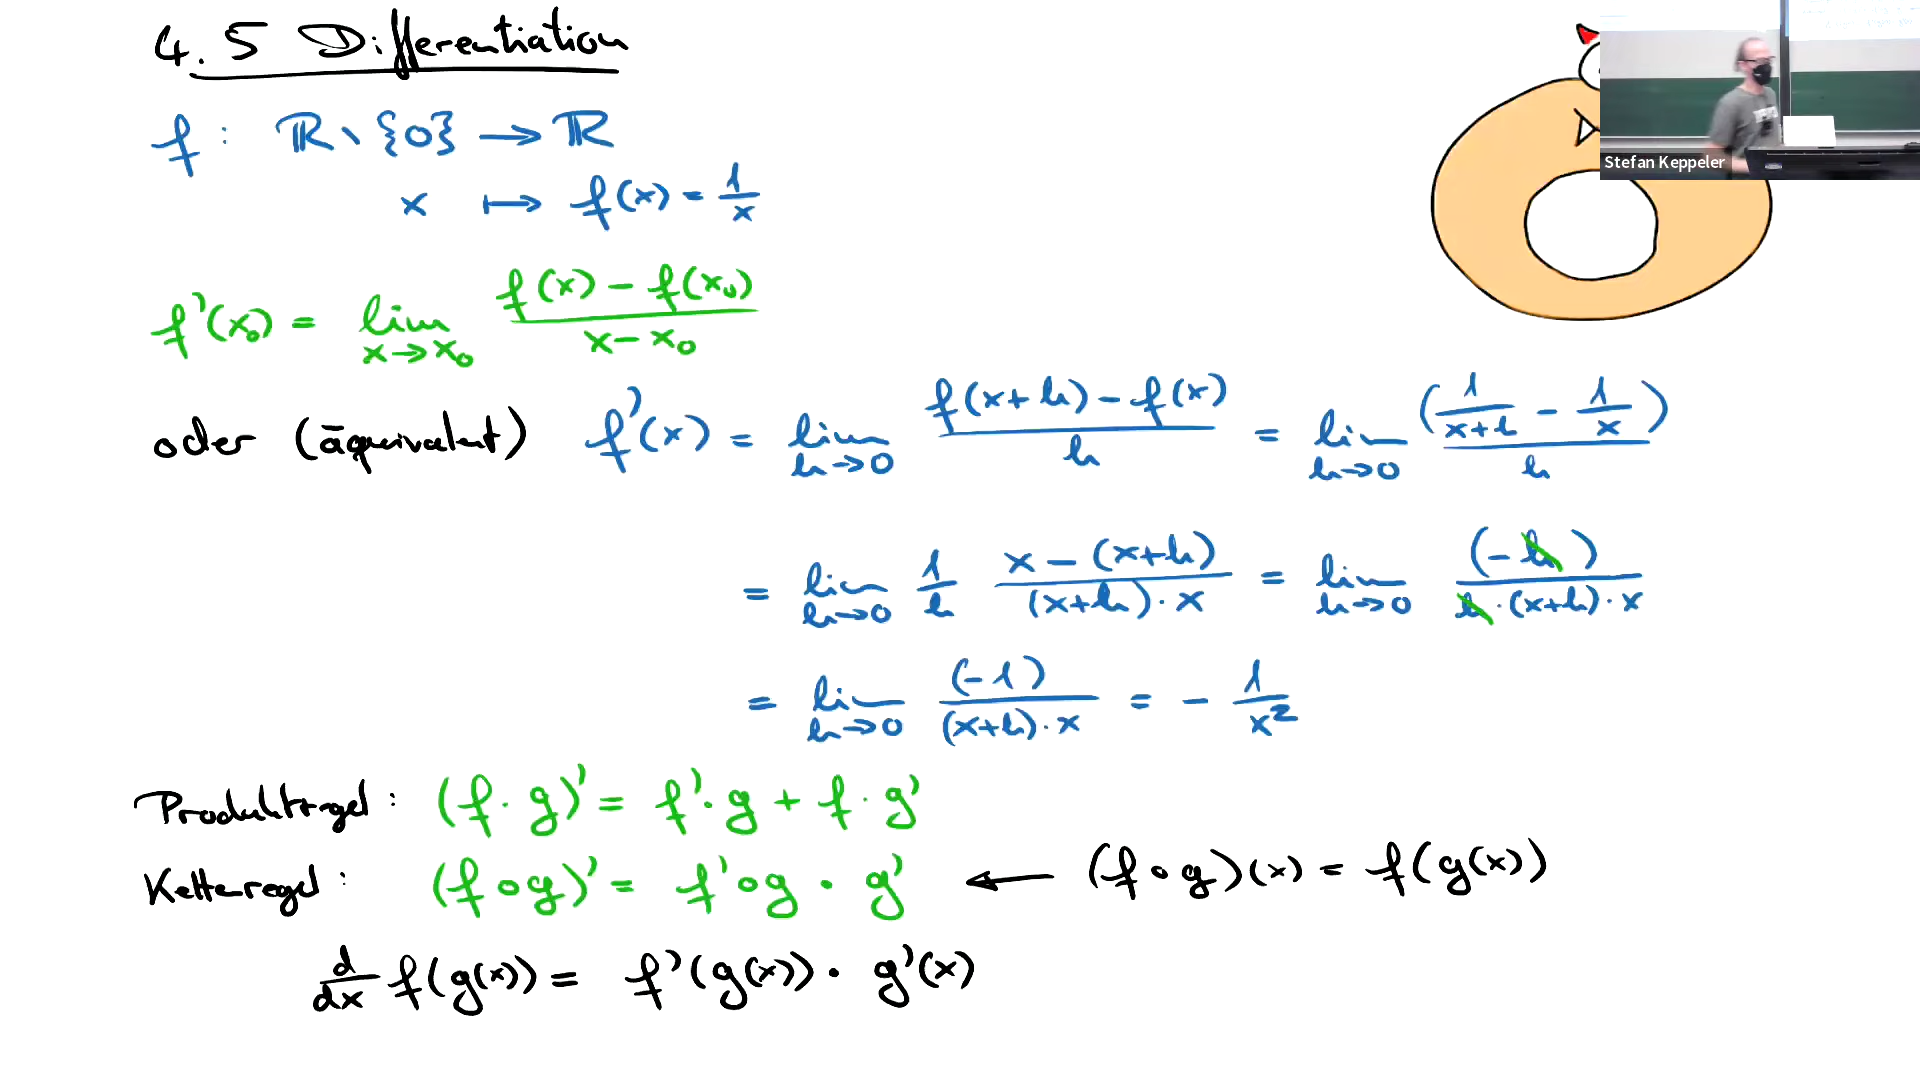 4.5 Differentiation
f : ℝ∖{0} → ℝ
x ↦ f(x) = 1/x
f'(x₀) = lim_{x→x₀} (f(x) − f(x₀))/(x − x₀)
oder (äquivalent) f'(x) = lim_{h→0} (f(x+h) − f(x))/h = lim_{h→0} (1/(x+h) − 1/x)/h
= lim_{h→0} 1/h (x − (x+h))/((x+h)·x) = lim_{h→0} (−h)/(h·(x+h)·x)
= lim_{h→0} (−1)/((x+h)·x) = − 1/x²
Produktregel : (f · g)' = f' · g + f · g'
Kettenregel : (f ∘ g)' = f' ∘ g · g' ← (f ∘ g)(x) = f(g(x))
d/dx f(g(x)) = f'(g(x)) · g'(x)
Stefan Keppeler